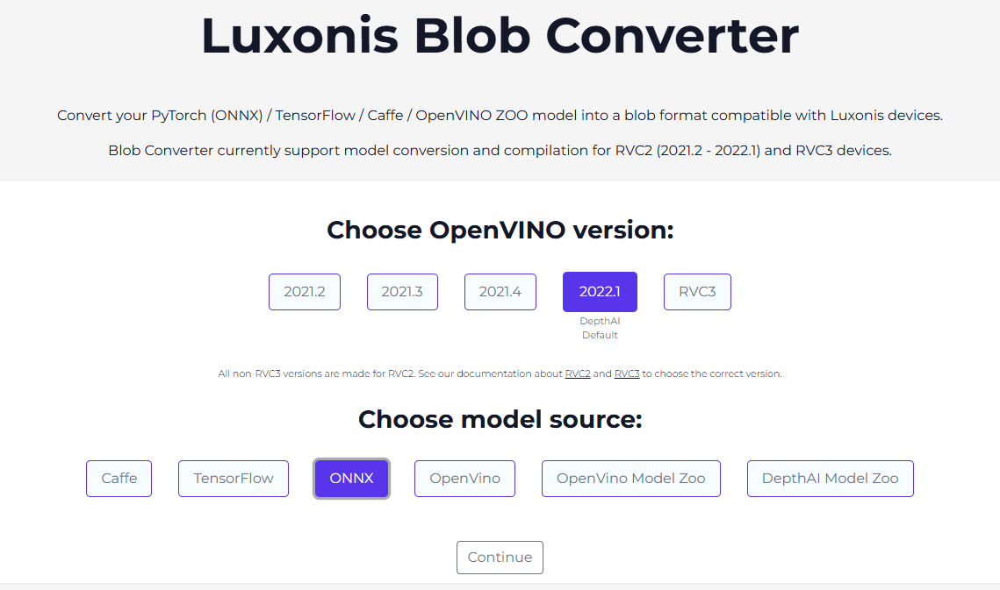 Luxonis Blob Converter
Convert your PyTorch (ONNX) / TensorFlow / Caffe / OpenVINO ZOO model into a blob format compatible with Luxonis devices.
Blob Converter currently support model conversion and compilation for RVC2 (2021.2 - 2022.1) and RVC3 devices.
Choose OpenVINO version:
2021.2 2021.3 2021.4 2022.1 RVC3
DepthAI
Default
All non-RVC3 versions are made for RVC2. See our documentation about RVC2 and RVC3 to choose the correct version.
Choose model source:
Caffe TensorFlow ONNX OpenVino OpenVino Model Zoo DepthAI Model Zoo
Continue